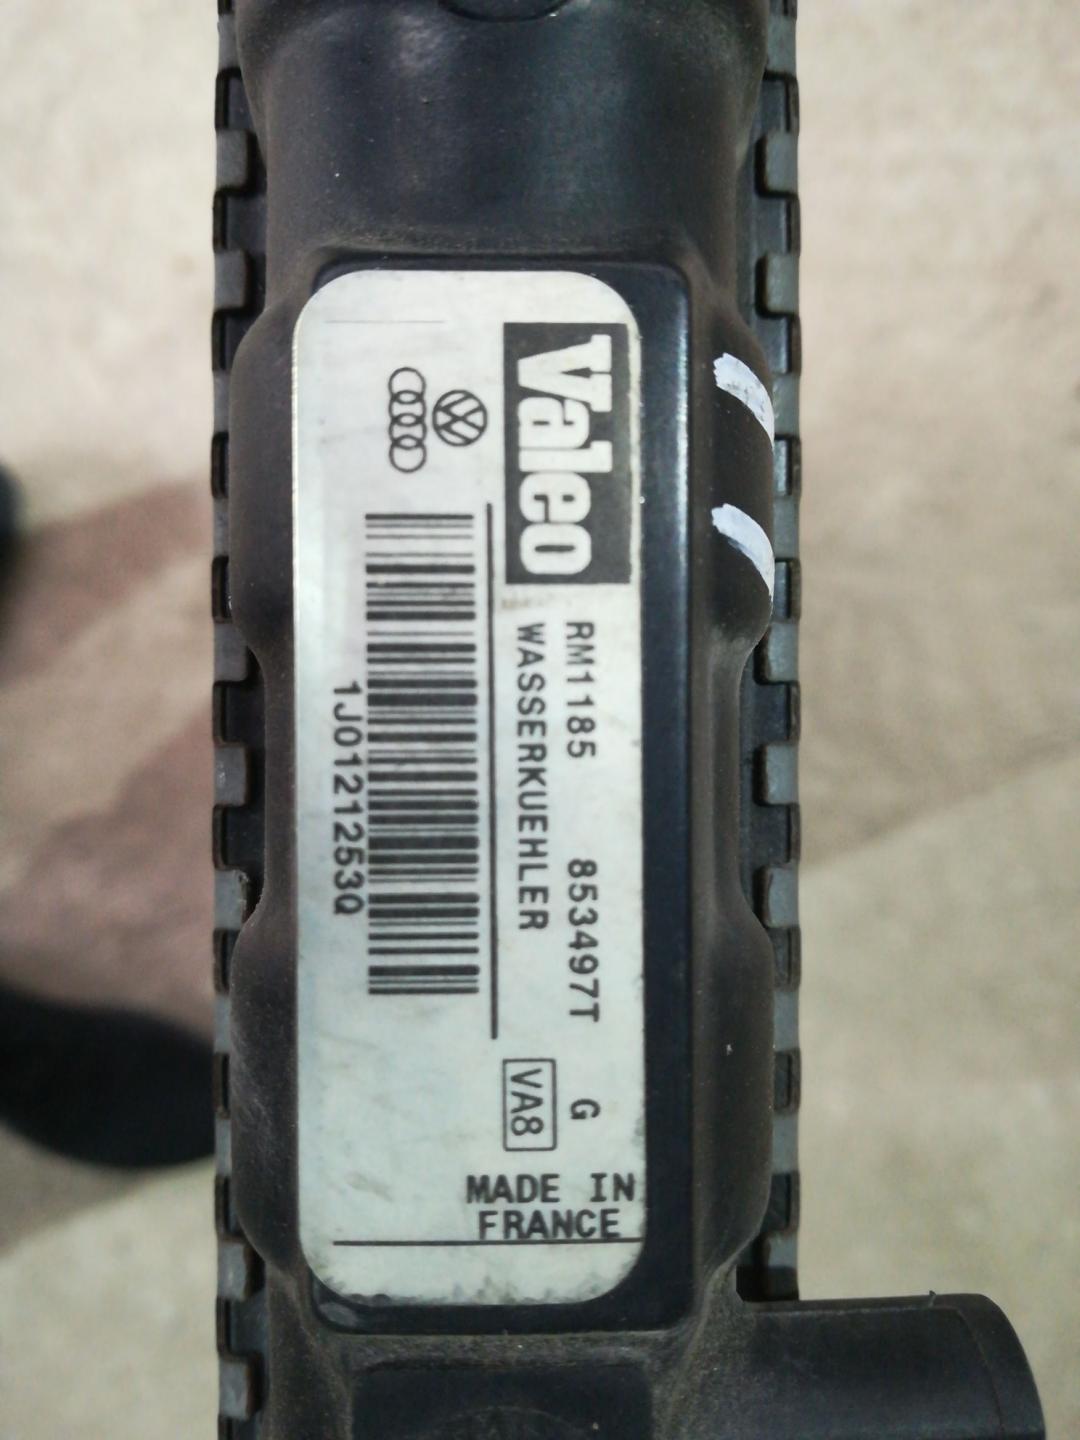 Valeo
RM1185 853497T G
WASSERKUEHLER VA8
1J0121253Q
MADE IN
FRANCE